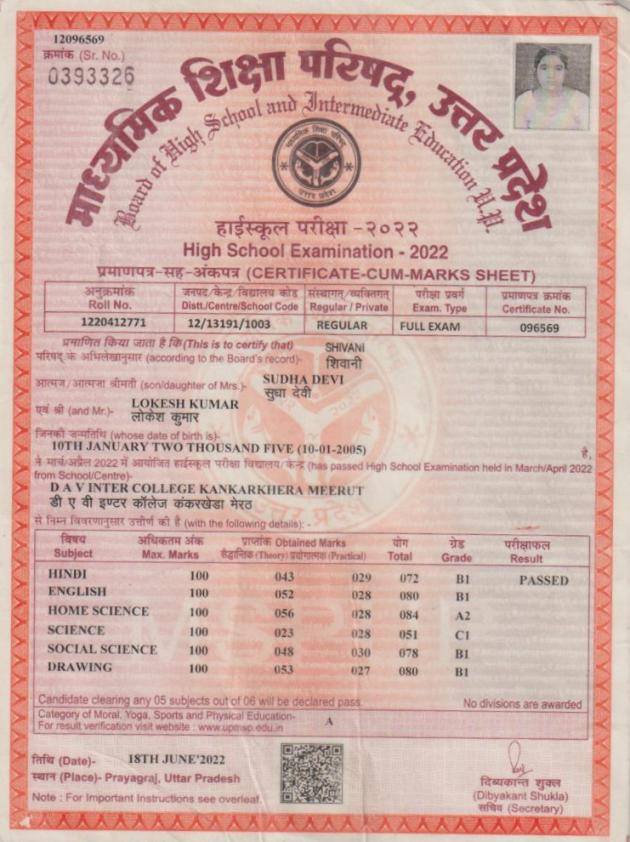 12096569
क्रमांक (Sr. No.)
0393326
माध्यमिक शिक्षा परिषद्, उत्तर प्रदेश
Board of High School and Intermediate Education U.P.
माध्यमिक शिक्षा परिषद्
उत्तर प्रदेश
हाईस्कूल परीक्षा -२०२२
High School Examination - 2022
प्रमाणपत्र-सह-अंकपत्र (CERTIFICATE-CUM-MARKS SHEET)
अनुक्रमांक जनपद/केन्द्र/विद्यालय कोड संस्थागत/व्यक्तिगत परीक्षा प्रवर्ग प्रमाणपत्र क्रमांक
Roll No. Distt./Centre/School Code Regular / Private Exam. Type Certificate No.
1220412771 12/13191/1003 REGULAR FULL EXAM 096569
प्रमाणित किया जाता है कि (This is to certify that) SHIVANI
परिषद् के अभिलेखानुसार (according to the Board's record)- शिवानी
आत्मज/आत्मजा श्रीमती (son/daughter of Mrs.)- SUDHA DEVI
सुधा देवी
एवं श्री (and Mr.)- LOKESH KUMAR
लोकेश कुमार
जिनकी जन्मतिथि (whose date of birth is)-
10TH JANUARY TWO THOUSAND FIVE (10-01-2005) है,
ने मार्च/अप्रैल 2022 में आयोजित हाईस्कूल परीक्षा विद्यालय/केन्द्र (has passed High School Examination held in March/April 2022
from School/Centre)-
D A V INTER COLLEGE KANKARKHERA MEERUT
डी ए वी इण्टर कॉलेज कंकरखेडा मेरठ
से निम्न विवरणानुसार उत्तीर्ण की है (with the following details): -
विषय अधिकतम अंक प्राप्तांक Obtained Marks योग ग्रेड परीक्षाफल
Subject Max. Marks सैद्धान्तिक (Theory) प्रयोगात्मक (Practical) Total Grade Result
HINDI 100 043 029 072 B1 PASSED
ENGLISH 100 052 028 080 B1
HOME SCIENCE 100 056 028 084 A2
SCIENCE 100 023 028 051 C1
SOCIAL SCIENCE 100 048 030 078 B1
DRAWING 100 053 027 080 B1
Candidate clearing any 05 subjects out of 06 will be declared pass. No divisions are awarded
Category of Moral, Yoga, Sports and Physical Education- A
For result verification visit website : www.upmsp.edu.in
तिथि (Date)- 18TH JUNE'2022
स्थान (Place)- Prayagraj, Uttar Pradesh
Note : For Important Instructions see overleaf.
दिब्यकान्त शुक्ल
(Dibyakant Shukla)
सचिव (Secretary)